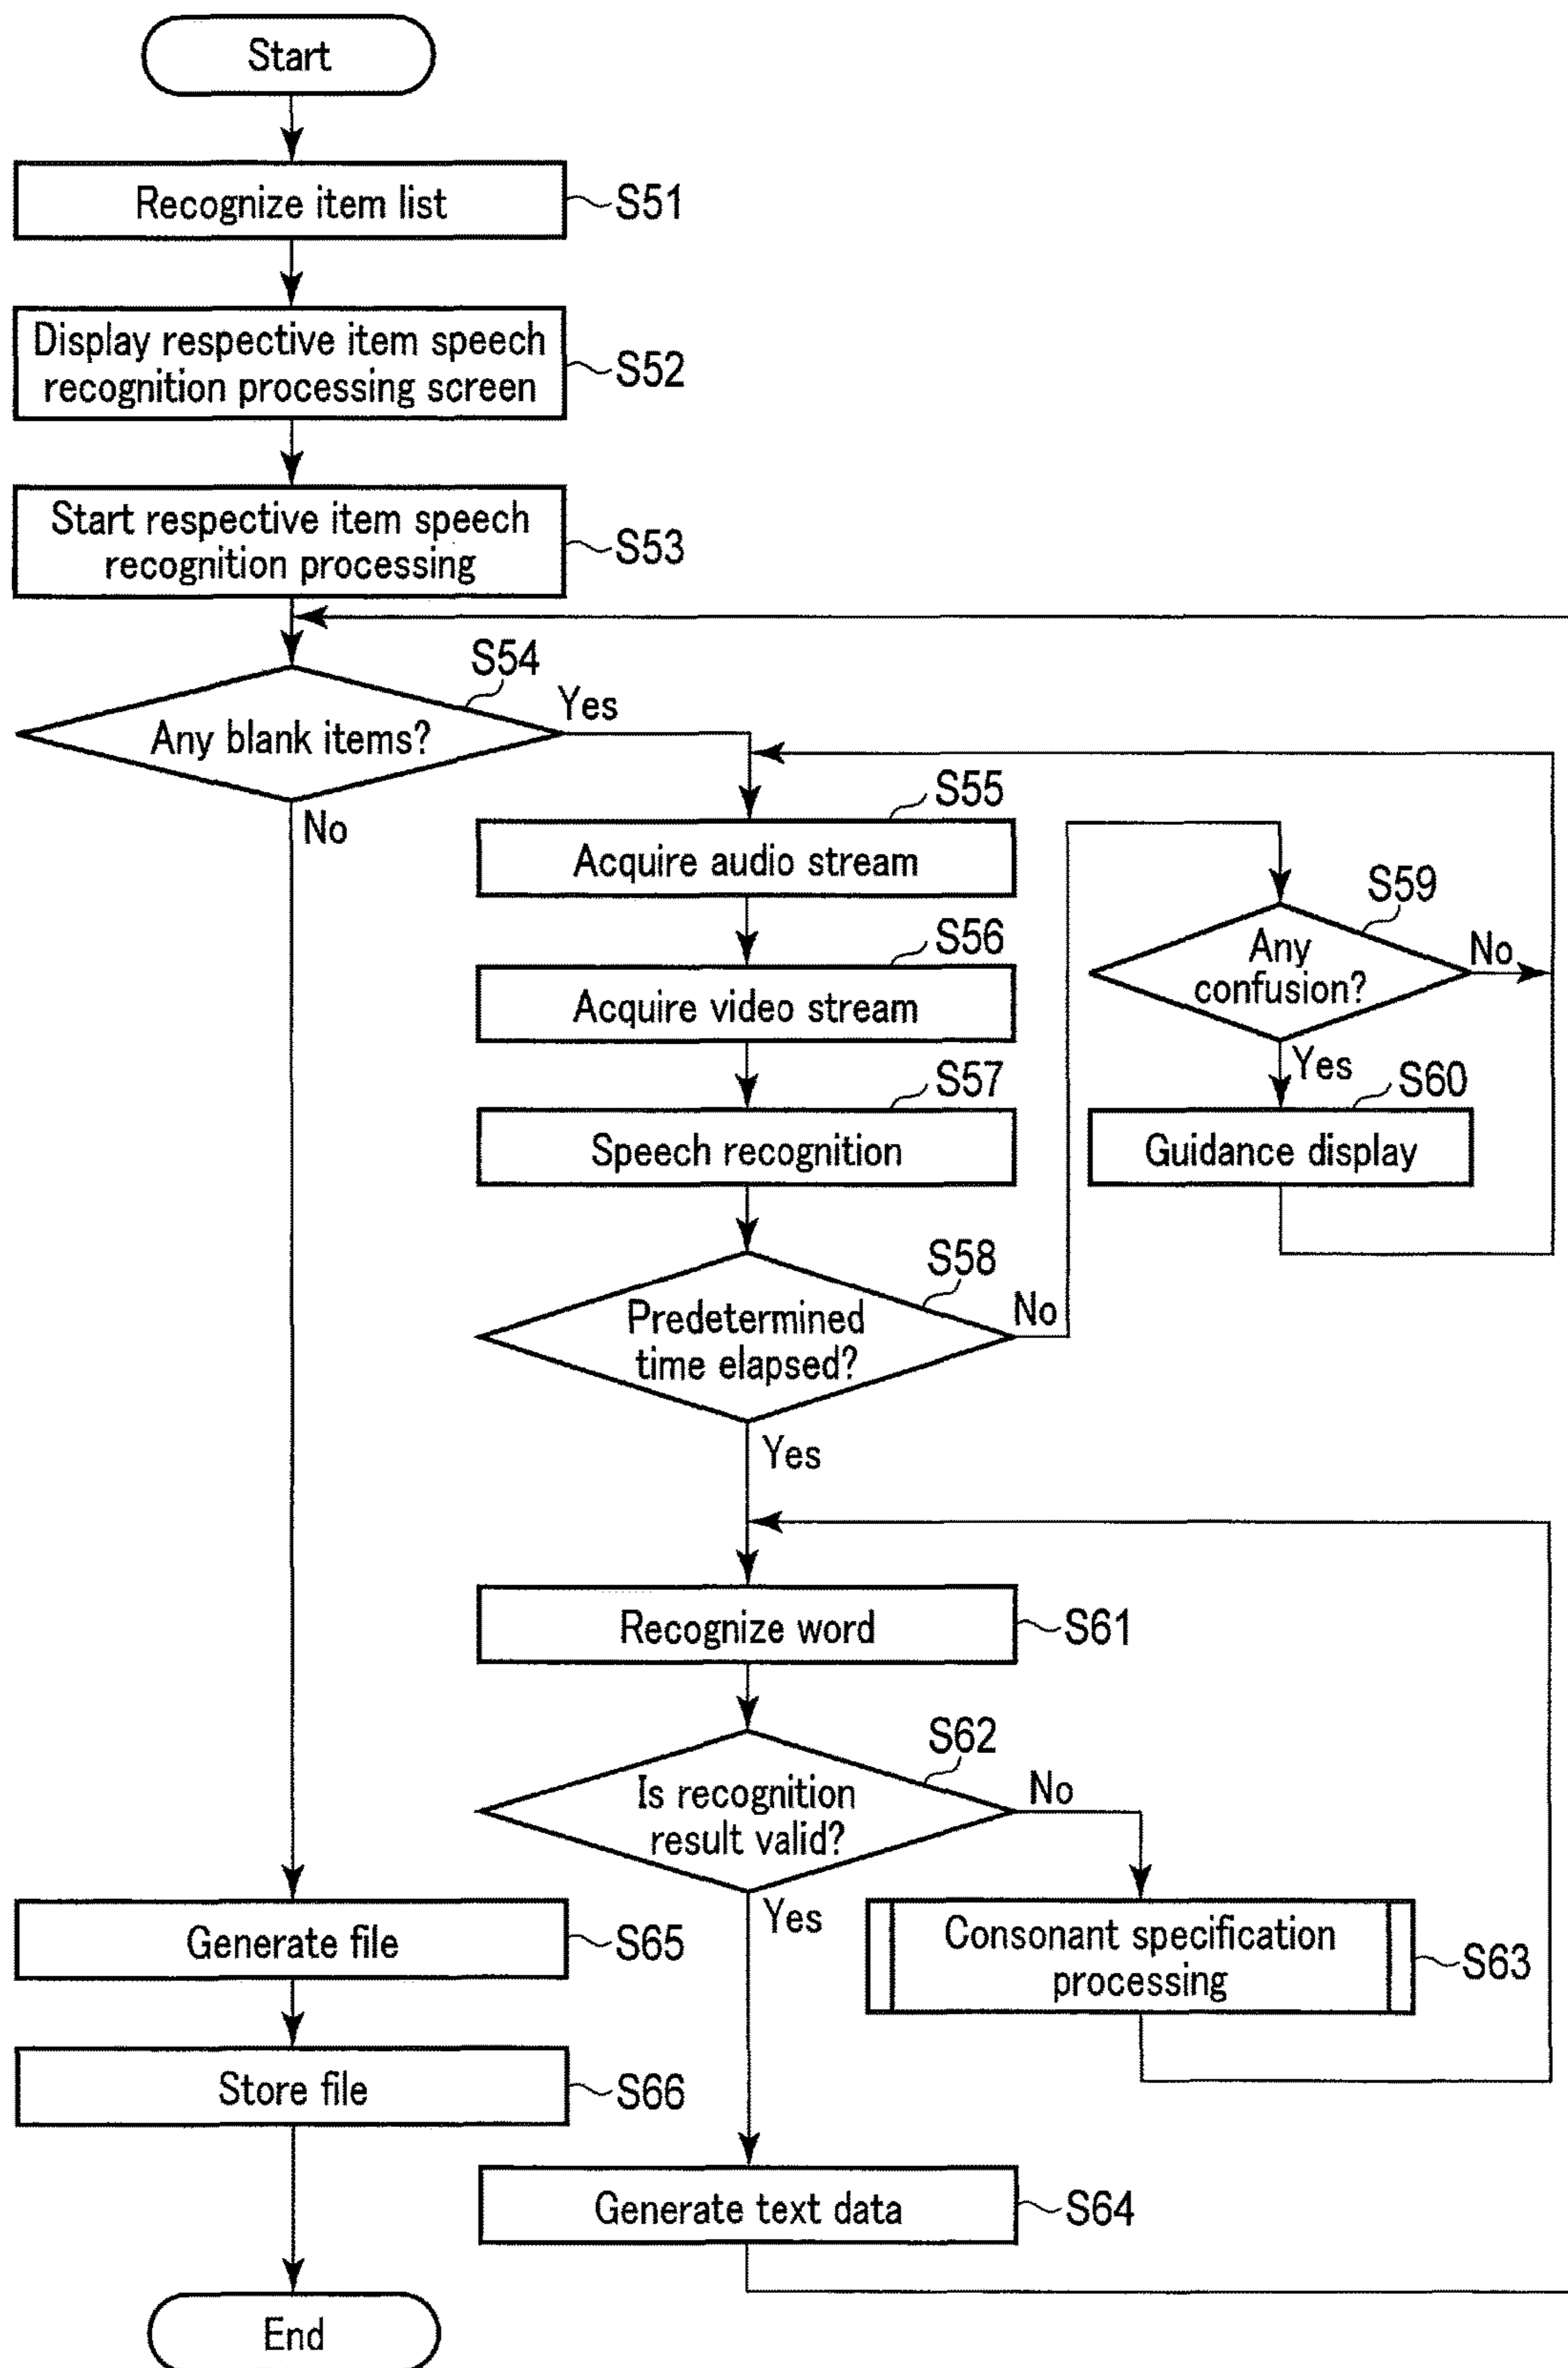 Start
Recognize item list
S51
Display respective item speech
recognition processing screen
S52
Start respective item speech
recognition processing
S53
S54
Any blank items?
Yes
No
S55
Acquire audio stream
S56
Acquire video stream
S57
Speech recognition
S58
Predetermined
time elapsed?
No
Yes
S59
Any
confusion?
No
Yes
S60
Guidance display
Recognize word
S61
S62
Is recognition
result valid?
No
Yes
Consonant specification
processing
S63
Generate text data
S64
Generate file
S65
Store file
S66
End